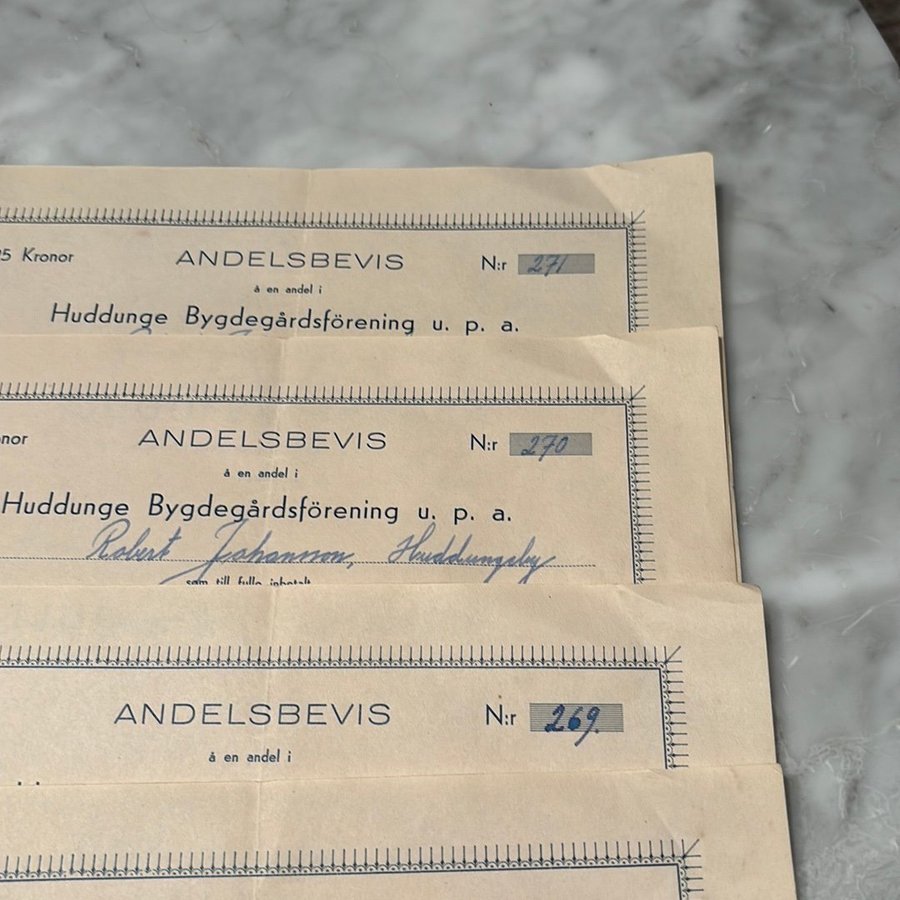 5 Kronor ANDELSBEVIS N:r 271
å en andel i
Huddunge Bygdegårdsförening u. p. a.
nor ANDELSBEVIS N:r 270
å en andel i
Huddunge Bygdegårdsförening u. p. a.
Robert Johansson, Huddungeby
som till fullo inbetalt
ANDELSBEVIS N:r 269.
å en andel i